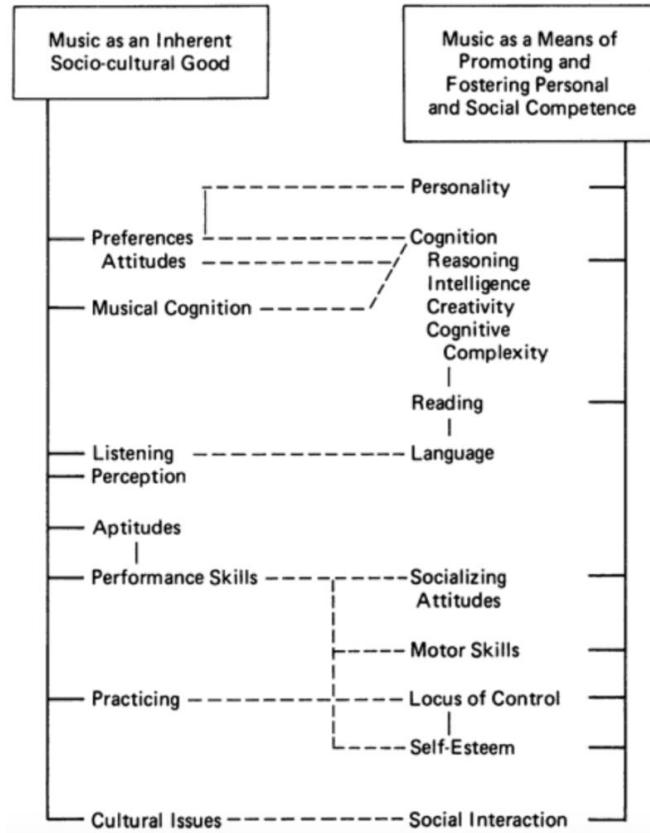 Music as an Inherent
Socio-cultural Good
Music as a Means of
Promoting and
Fostering Personal
and Social Competence
Personality
Preferences
Attitudes
Cognition
Reasoning
Intelligence
Creativity
Cognitive
Complexity
Musical Cognition
Reading
Listening
Language
Perception
Aptitudes
Performance Skills
Socializing
Attitudes
Motor Skills
Practicing
Locus of Control
Self-Esteem
Cultural Issues
Social Interaction